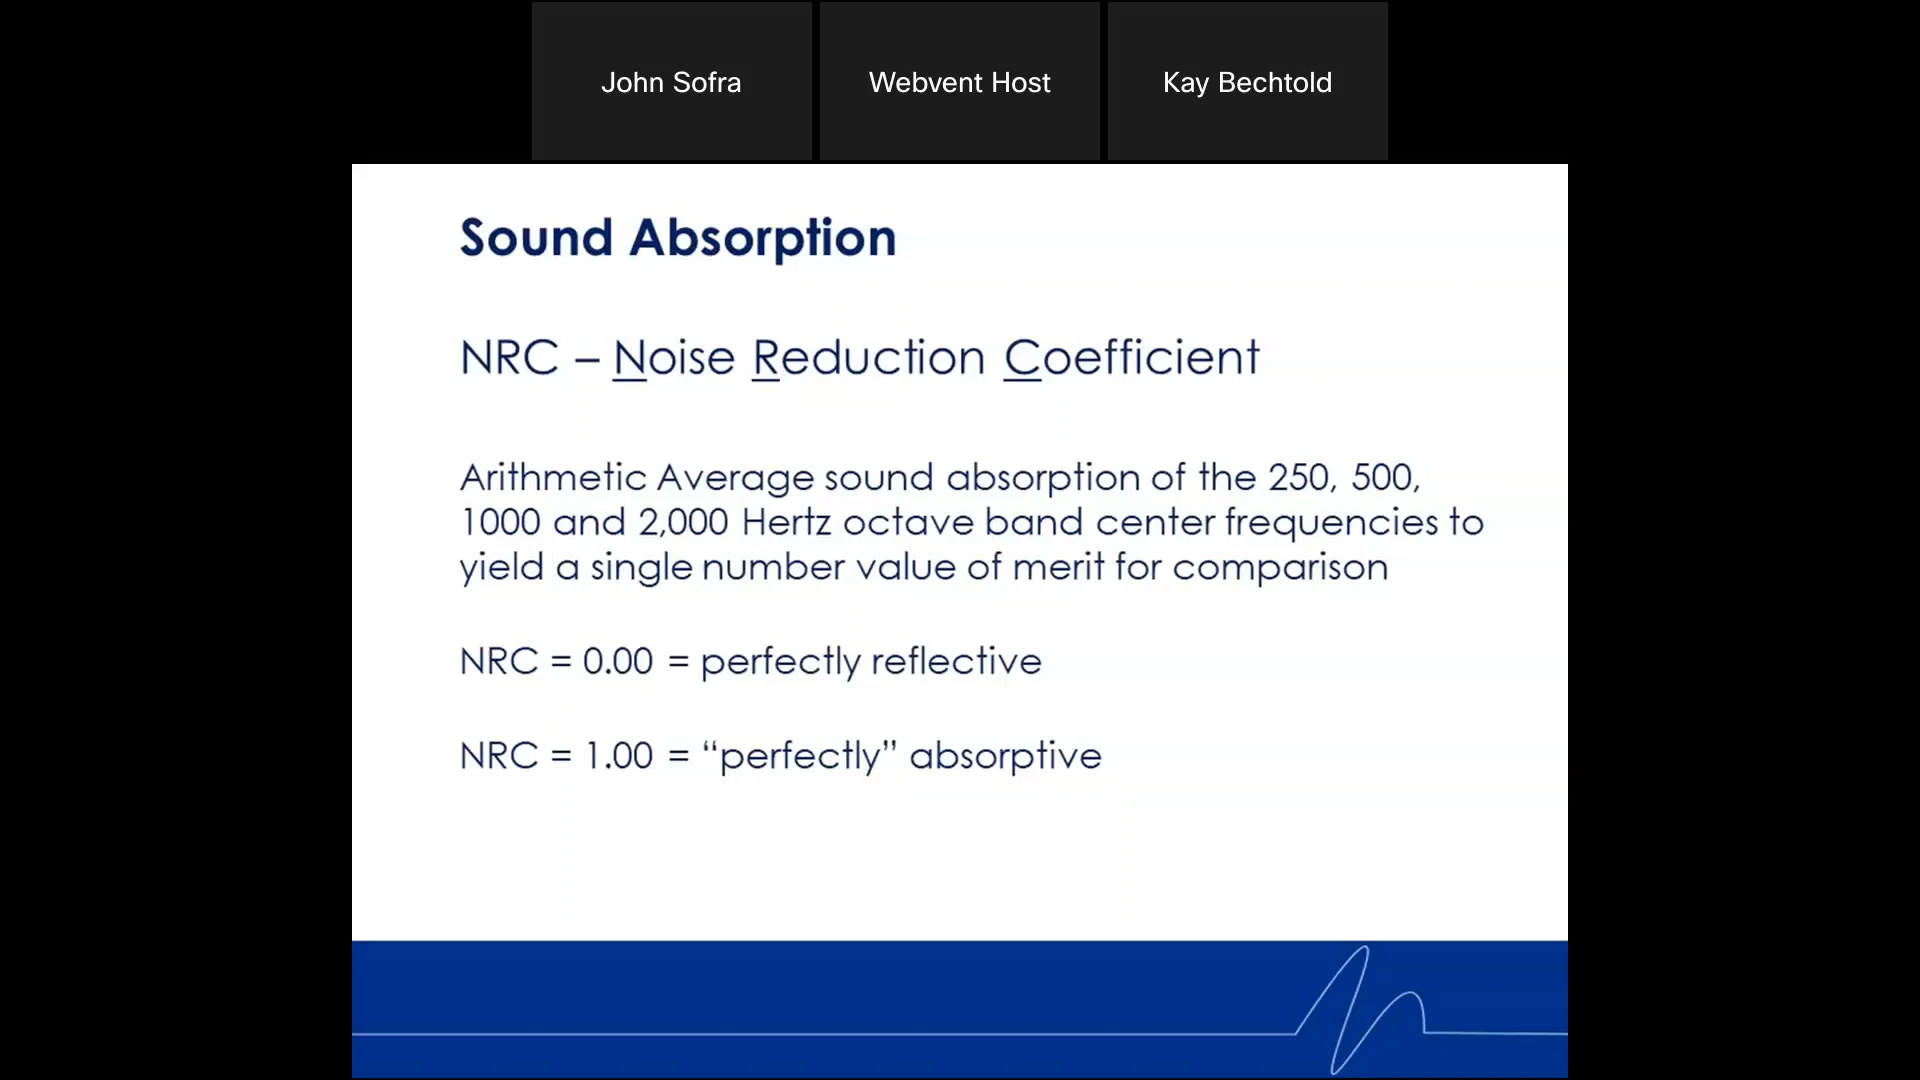 John Sofra
Webvent Host
Kay Bechtold
Sound Absorption
NRC – Noise Reduction Coefficient
Arithmetic Average sound absorption of the 250, 500,
1000 and 2,000 Hertz octave band center frequencies to
yield a single number value of merit for comparison
NRC = 0.00 = perfectly reflective
NRC = 1.00 = “perfectly” absorptive